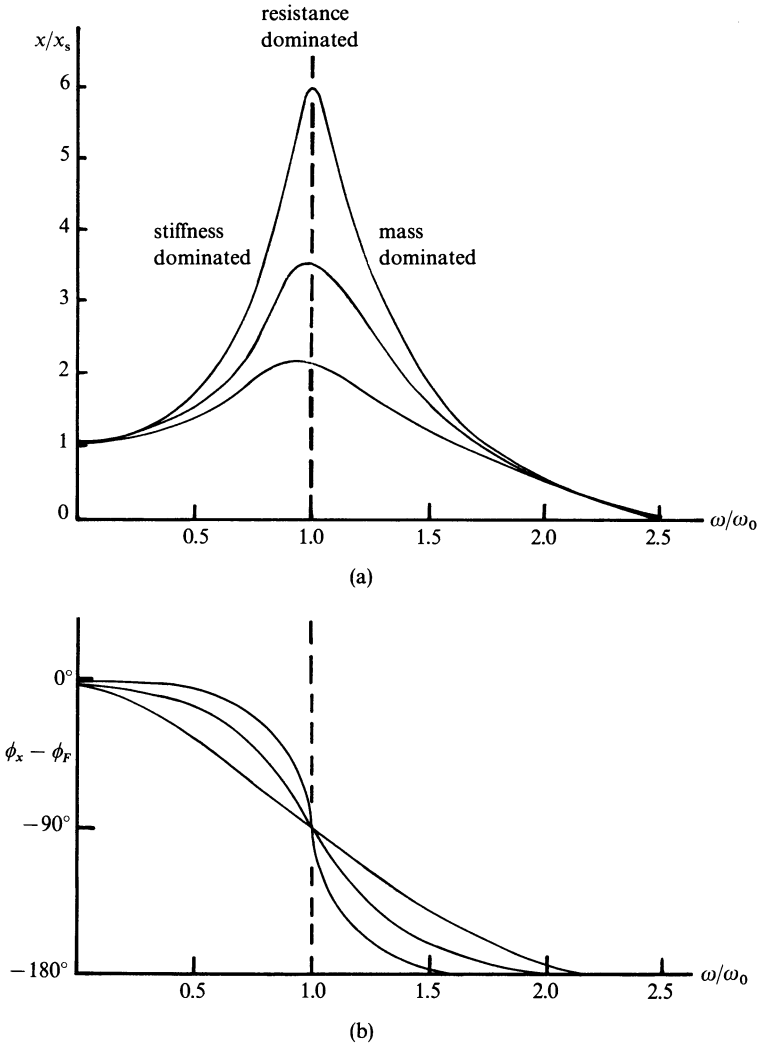 resistance
dominated
x/xₛ
6
5
4
stiffness
dominated
mass
dominated
3
2
1
0
0.5 1.0 1.5 2.0 2.5 ω/ω₀
(a)
0°
ϕₓ − ϕF
−90°
−180°
0.5 1.0 1.5 2.0 2.5 ω/ω₀
(b)